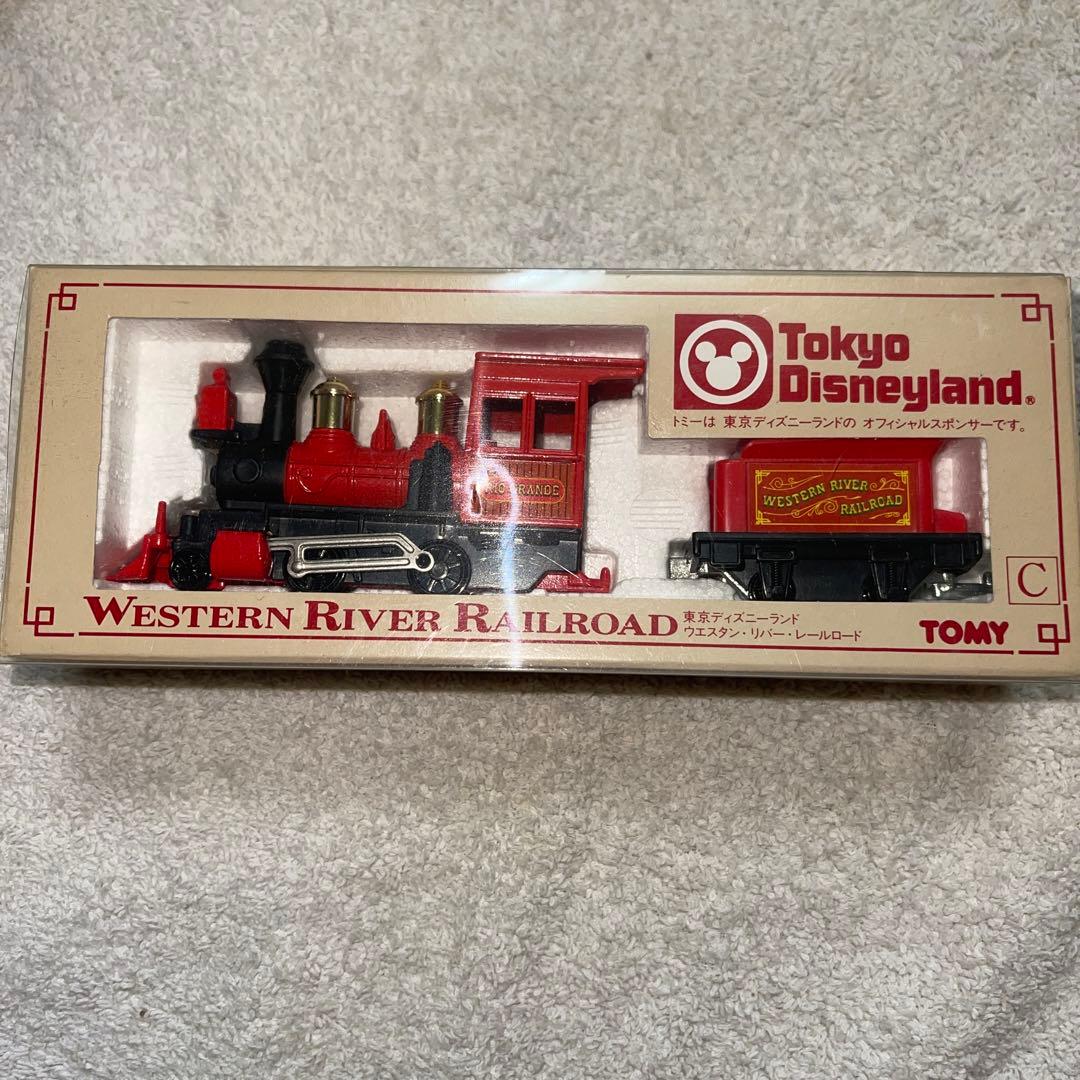 Tokyo
Disneyland®
トミーは 東京ディズニーランドの オフィシャルスポンサーです。
RIO GRANDE
WESTERN RIVER
RAILROAD
C
WESTERN RIVER RAILROAD
東京ディズニーランド
ウエスタン・リバー・レールロード
TOMY